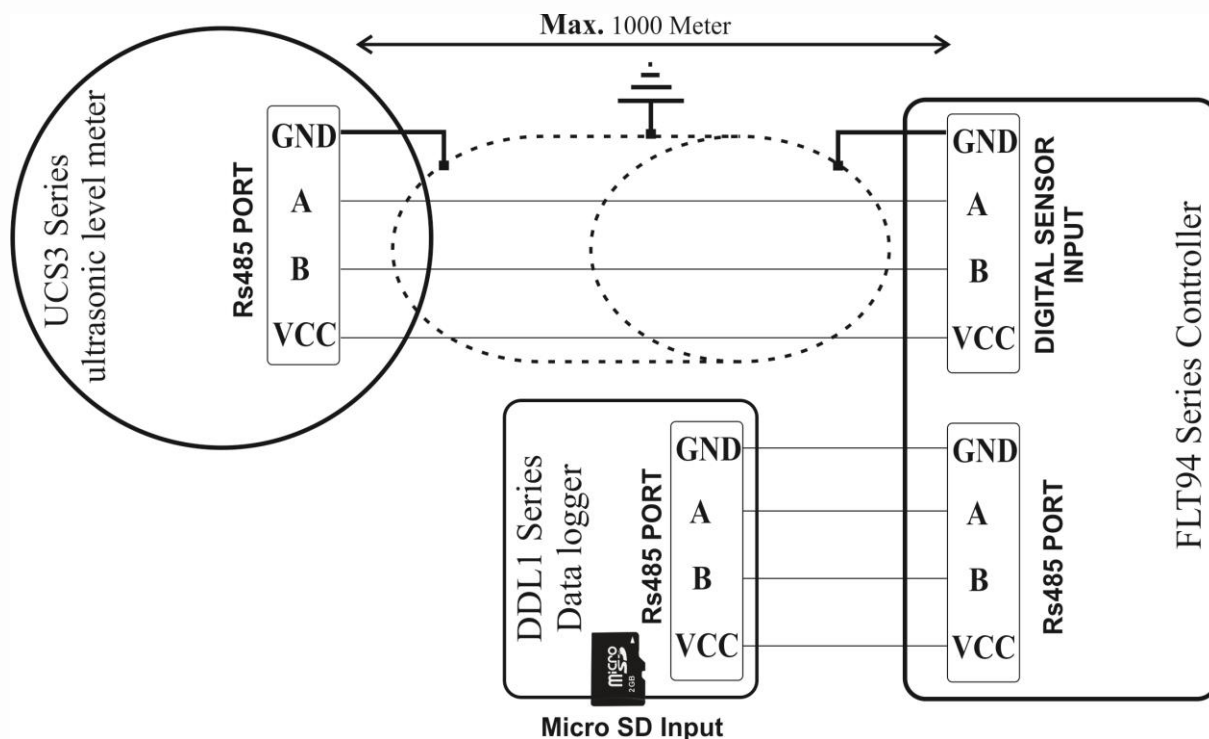 Max. 1000 Meter
UCS3 Series
ultrasonic level meter
Rs485 PORT
GND
A
B
VCC
GND
A
B
VCC
DIGITAL SENSOR
INPUT
FLT94 Series Controller
DDL1 Series
Data logger
Rs485 PORT
GND
A
B
VCC
GND
A
B
VCC
Rs485 PORT
Micro SD
2GB
Micro SD Input